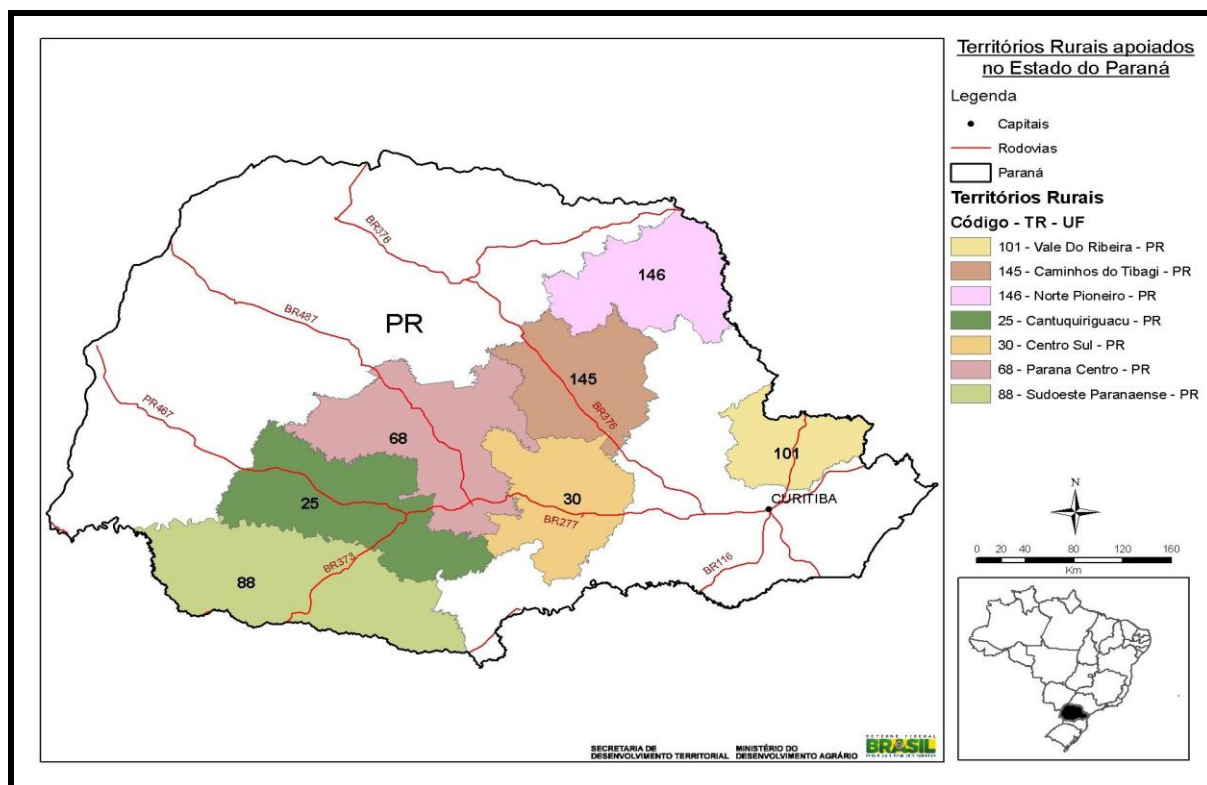 Territórios Rurais apoiados
no Estado do Paraná
Legenda
Capitais
Rodovias
Paraná
Territórios Rurais
Código - TR - UF
101 - Vale Do Ribeira - PR
145 - Caminhos do Tibagi - PR
146 - Norte Pioneiro - PR
25 - Cantuquiriguacu - PR
30 - Centro Sul - PR
68 - Parana Centro - PR
88 - Sudoeste Paranaense - PR
BR376
146
BR487
PR
145
PR467
BR376
68
101
25
30
CURITIBA
BR277
BR373
BR116
88
N
0 20 40 80 120 160
Km
SECRETARIA DE
DESENVOLVIMENTO TERRITORIAL
MINISTÉRIO DO
DESENVOLVIMENTO AGRÁRIO
GOVERNO FEDERAL
BRASIL